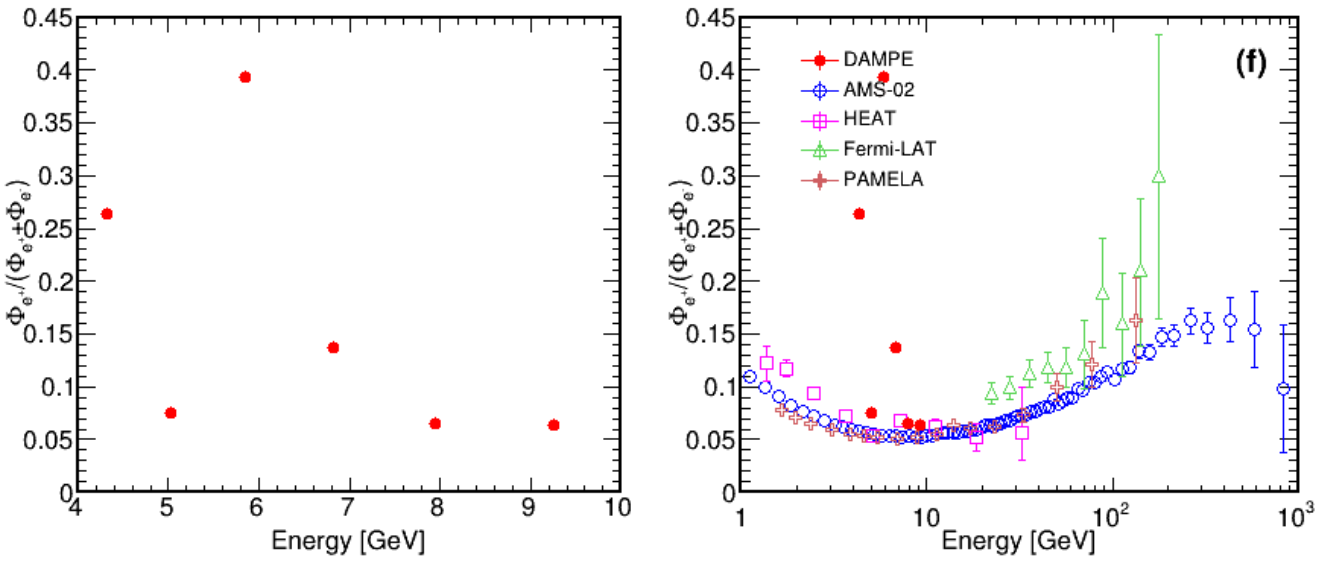 0.45
0.4
0.35
0.3
0.25
0.2
0.15
0.1
0.05
0
Φe+/(Φe++Φe-)
4 5 6 7 8 9 10
Energy [GeV]
0.45
0.4
0.35
0.3
0.25
0.2
0.15
0.1
0.05
0
Φe+/(Φe++Φe-)
(f)
DAMPE
AMS-02
HEAT
Fermi-LAT
PAMELA
1 10 10² 10³
Energy [GeV]